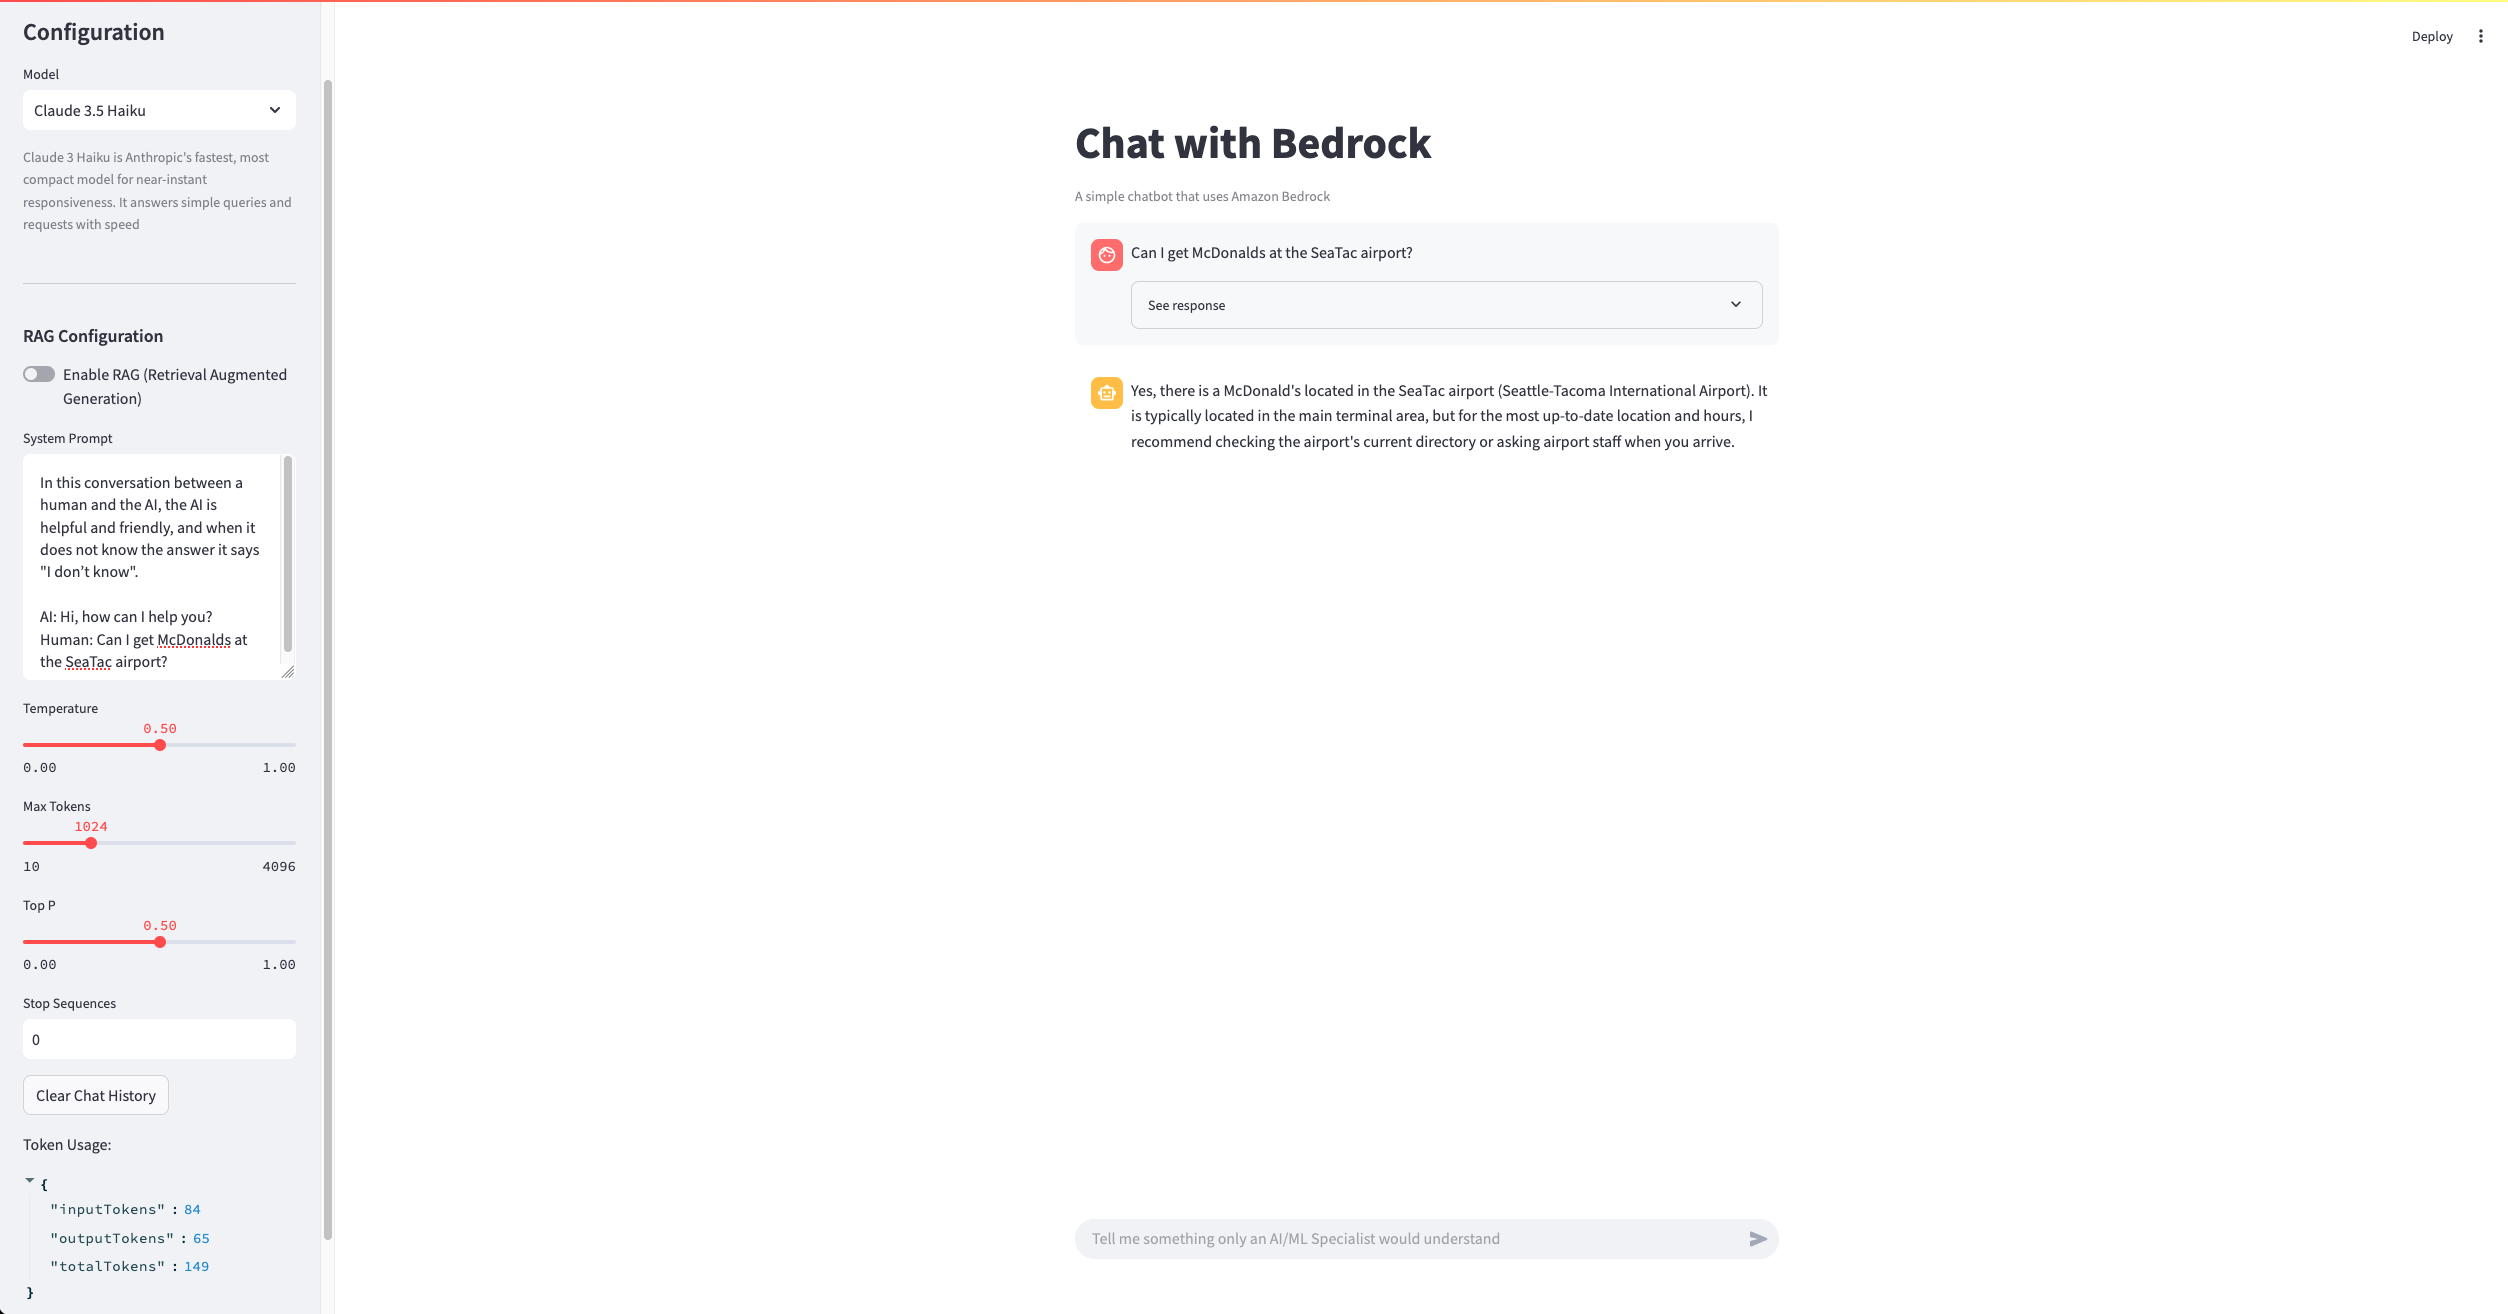 Configuration
Model
Claude 3.5 Haiku
Claude 3 Haiku is Anthropic's fastest, most
compact model for near-instant
responsiveness. It answers simple queries and
requests with speed
RAG Configuration
Enable RAG (Retrieval Augmented
Generation)
System Prompt
In this conversation between a
human and the AI, the AI is
helpful and friendly, and when it
does not know the answer it says
"I don’t know".
AI: Hi, how can I help you?
Human: Can I get McDonalds at
the SeaTac airport?
Temperature
0.50
0.00 1.00
Max Tokens
1024
10 4096
Top P
0.50
0.00 1.00
Stop Sequences
0
Clear Chat History
Token Usage:
{
"inputTokens" : 84
"outputTokens" : 65
"totalTokens" : 149
}
Deploy
Chat with Bedrock
A simple chatbot that uses Amazon Bedrock
Can I get McDonalds at the SeaTac airport?
See response
Yes, there is a McDonald's located in the SeaTac airport (Seattle-Tacoma International Airport). It
is typically located in the main terminal area, but for the most up-to-date location and hours, I
recommend checking the airport's current directory or asking airport staff when you arrive.
Tell me something only an AI/ML Specialist would understand